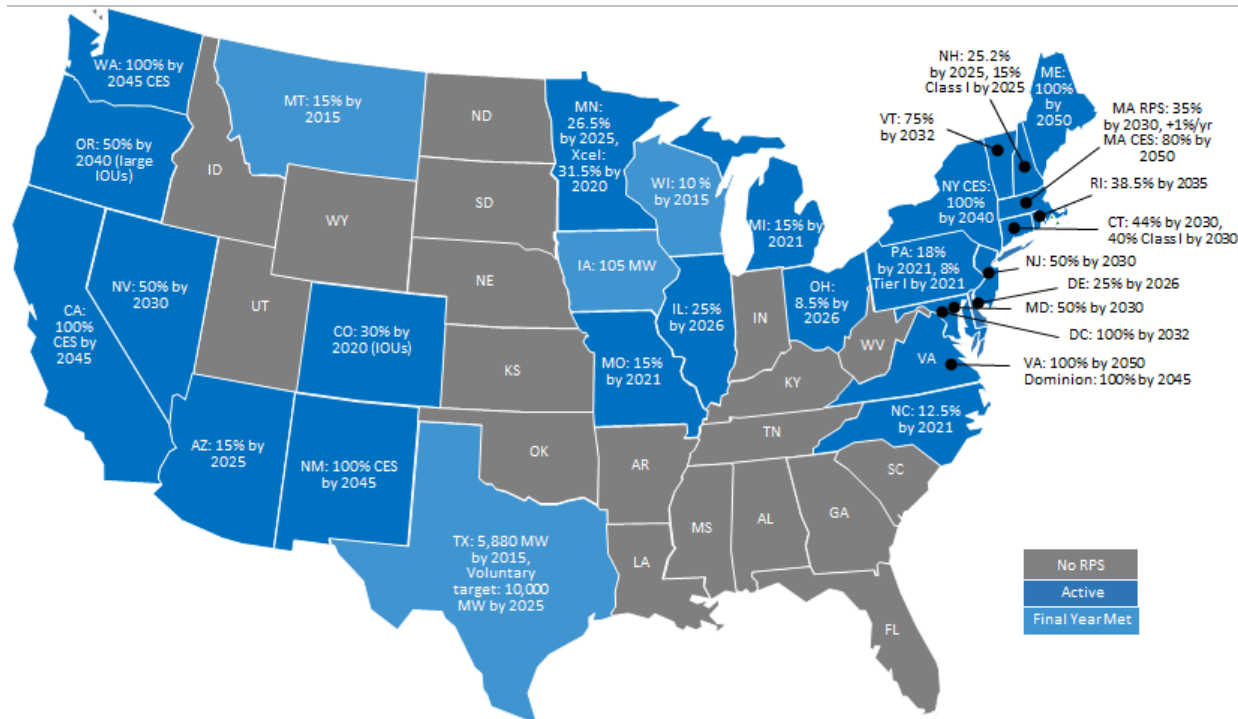 WA: 100% by
2045 CES
OR: 50% by
2040 (large
IOUs)
CA:
100%
CES by
2045
NV: 50% by
2030
ID
MT: 15% by
2015
WY
UT
AZ: 15% by
2025
CO: 30% by
2020 (IOUs)
NM: 100% CES
by 2045
ND
SD
NE
KS
OK
TX: 5,880 MW
by 2015,
Voluntary
target: 10,000
MW by 2025
MN:
26.5%
by 2025,
Xcel:
31.5% by
2020
IA: 105 MW
MO: 15%
by 2021
AR
LA
WI: 10 %
by 2015
IL: 25%
by 2026
MI: 15% by
2021
IN
OH:
8.5% by
2026
KY
WV
TN
MS
AL
GA
FL
SC
NC: 12.5%
by 2021
VA
PA: 18%
by 2021, 8%
Tier I by 2021
NY CES:
100%
by 2040
VT: 75%
by 2032
NH: 25.2%
by 2025, 15%
Class I by 2025
ME:
100%
by
2050
MA RPS: 35%
by 2030, +1%/yr
MA CES: 80% by
2050
RI: 38.5% by 2035
CT: 44% by 2030,
40% Class I by 2030
NJ: 50% by 2030
DE: 25% by 2026
MD: 50% by 2030
DC: 100% by 2032
VA: 100% by 2050
Dominion: 100% by 2045
No RPS
Active
Final Year Met